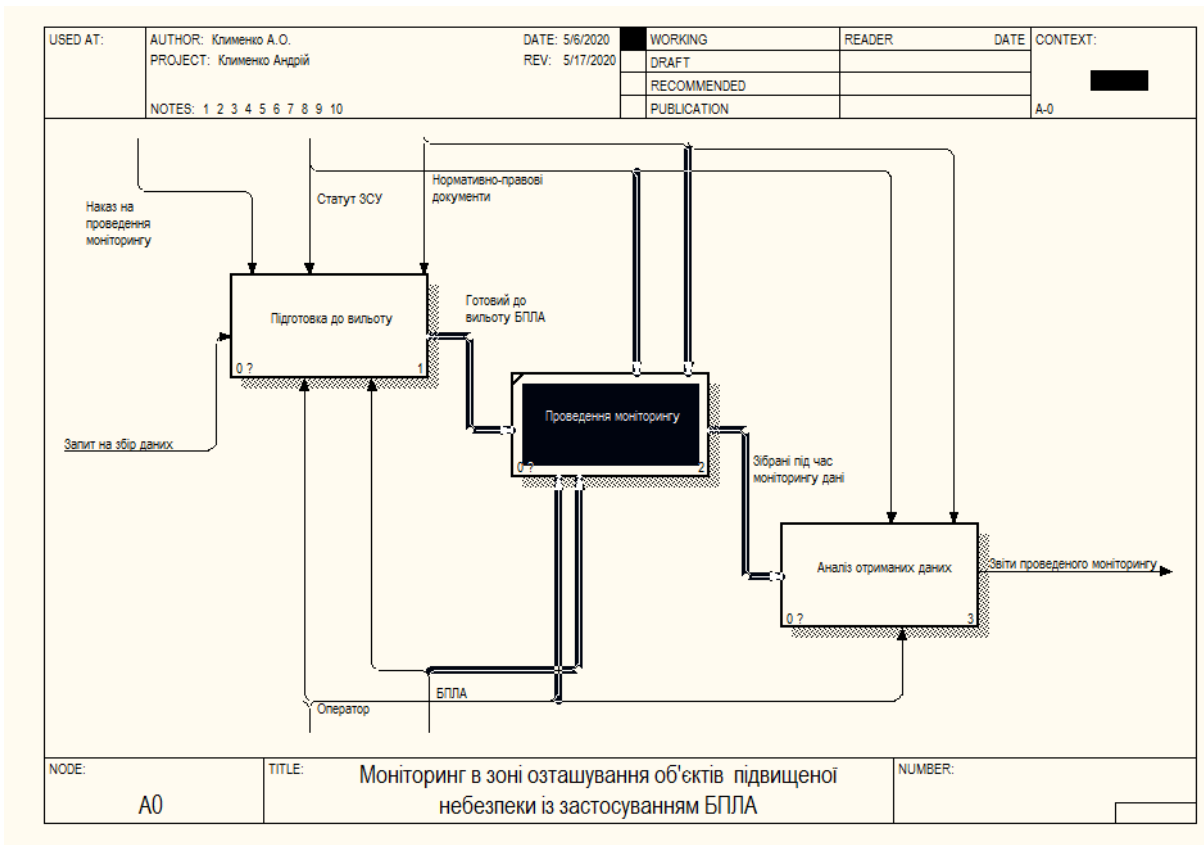 USED AT:
AUTHOR: Клименко А.О.
DATE: 5/6/2020
WORKING
READER
DATE
CONTEXT:
PROJECT: Клименко Андрій
REV: 5/17/2020
DRAFT
RECOMMENDED
NOTES: 1 2 3 4 5 6 7 8 9 10
PUBLICATION
A-0
Нормативно-правові
документи
Статут ЗСУ
Наказ на
проведення
моніторингу
Готовий до
вильоту БПЛА
Підготовка до вильоту
0 ?
1
Проведення моніторингу
0 ?
2
Запит на збір даних
Зібрані під час
моніторингу дані
Аналіз отриманих даних
0 ?
3
Звіти проведеного моніторингу
БПЛА
Оператор
NODE:
A0
TITLE:
Моніторинг в зоні озташування об'єктів підвищеної
небезпеки із застосуванням БПЛА
NUMBER: